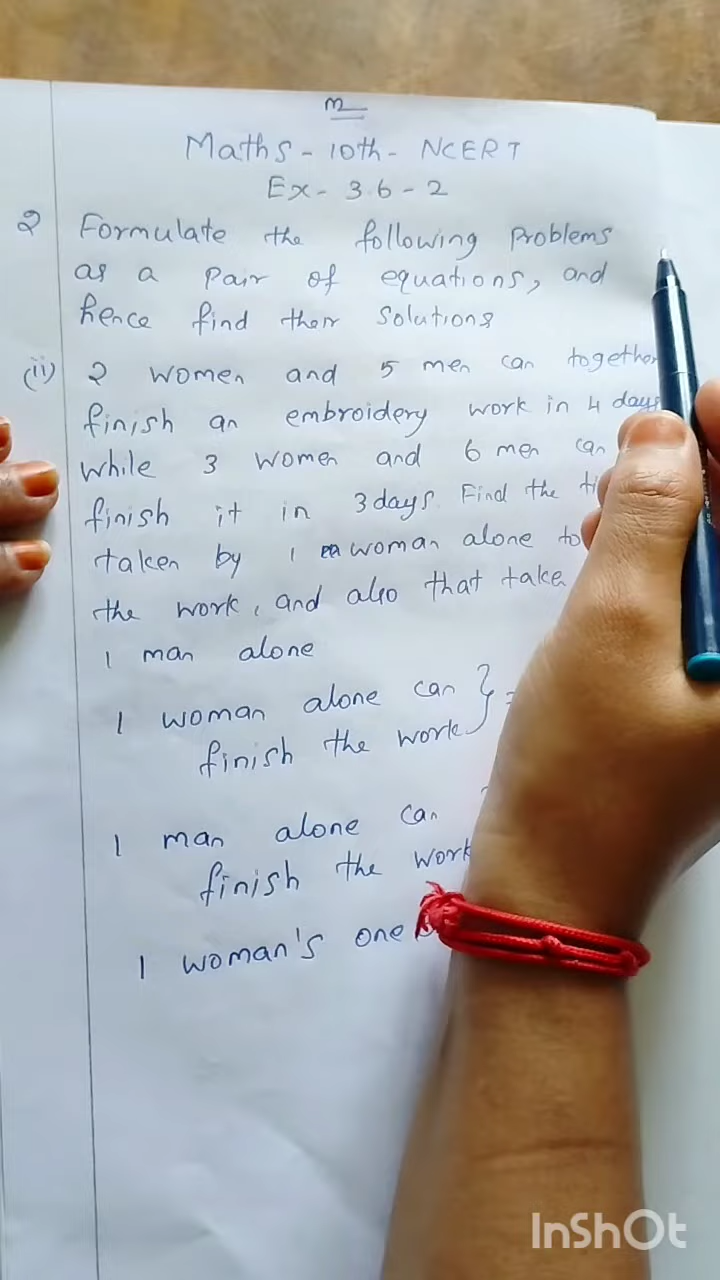 m
Maths - 10th - NCERT
Ex - 3.6 - 2
2 Formulate the following Problems
as a pair of equations, and
hence find their solutions
(ii) 2 women and 5 men can together
finish an embroidery work in 4 days
while 3 women and 6 men can
finish it in 3 days. Find the
taken by 1 woman alone to
the work, and also that take
1 man alone
1 woman alone can }
finish the work
1 man alone can
finish the work
1 woman's one
InShOt